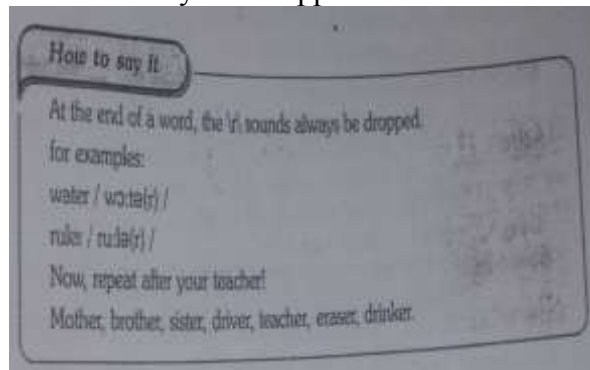 How to say it
At the end of a word, the \r\ sounds always be dropped.
for examples:
water / wɔ:tə(r) /
ruler / ru:lə(r) /
Now, repeat after your teacher!
Mother, brother, sister, driver, teacher, eraser, drinker.